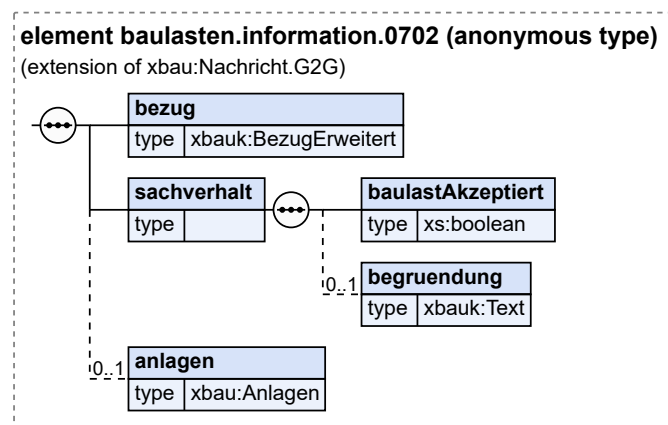 element baulasten.information.0702 (anonymous type)
(extension of xbau:Nachricht.G2G)
bezug
type xbauk:BezugErweitert
sachverhalt
type
baulastAkzeptiert
type xs:boolean
0..1
begruendung
type xbauk:Text
0..1
anlagen
type xbau:Anlagen